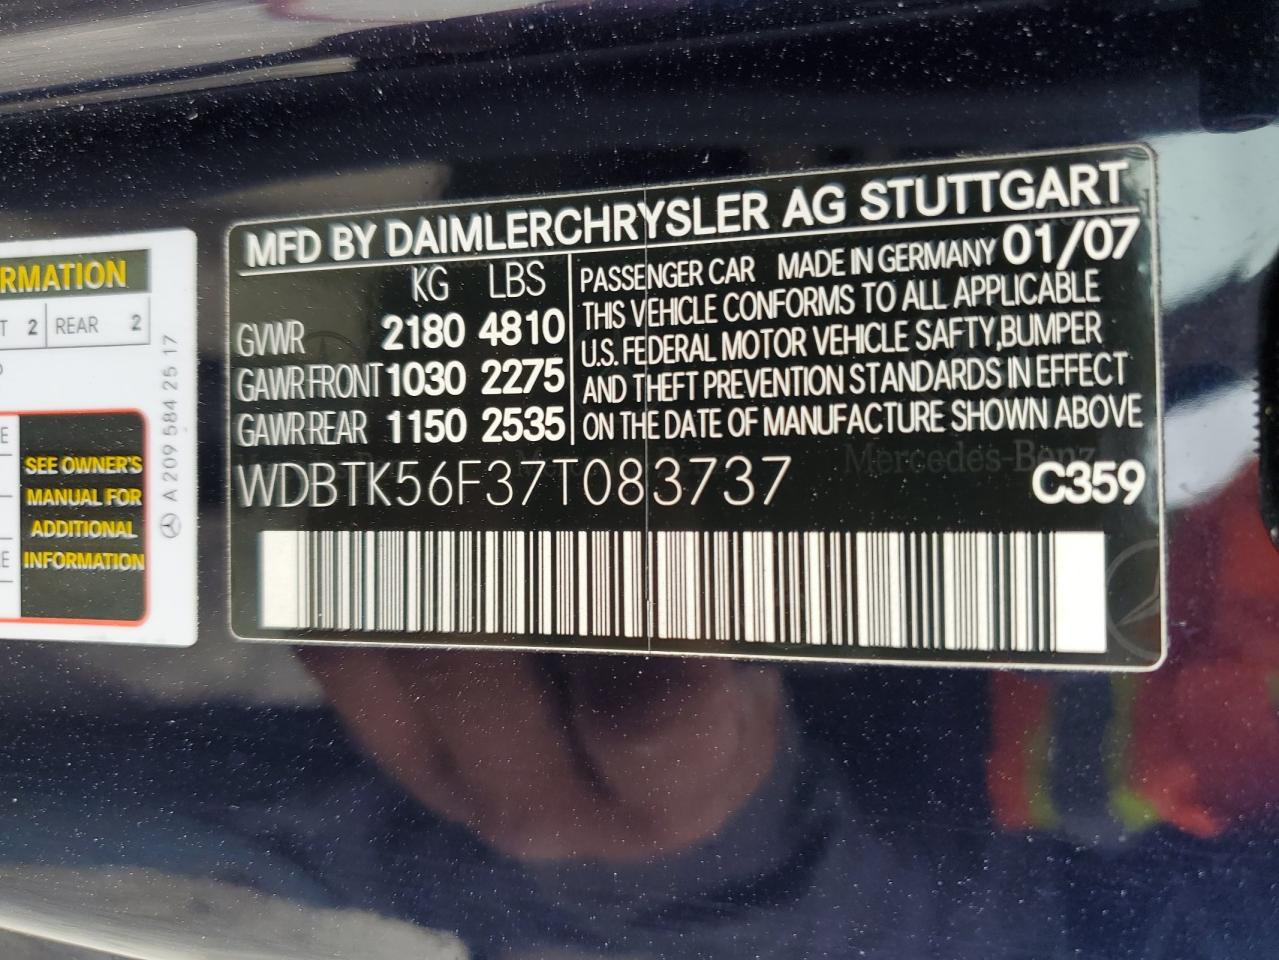 RMATION
T 2 REAR 2
E
SEE OWNER'S
MANUAL FOR
ADDITIONAL
E INFORMATION
A 209 584 25 17
MFD BY DAIMLERCHRYSLER AG STUTTGART
KG LBS
GVWR 2180 4810
GAWR FRONT 1030 2275
GAWR REAR 1150 2535
PASSENGER CAR MADE IN GERMANY 01/07
THIS VEHICLE CONFORMS TO ALL APPLICABLE
U.S. FEDERAL MOTOR VEHICLE SAFTY,BUMPER
AND THEFT PREVENTION STANDARDS IN EFFECT
ON THE DATE OF MANUFACTURE SHOWN ABOVE
Mercedes-Benz
WDBTK56F37T083737 C359